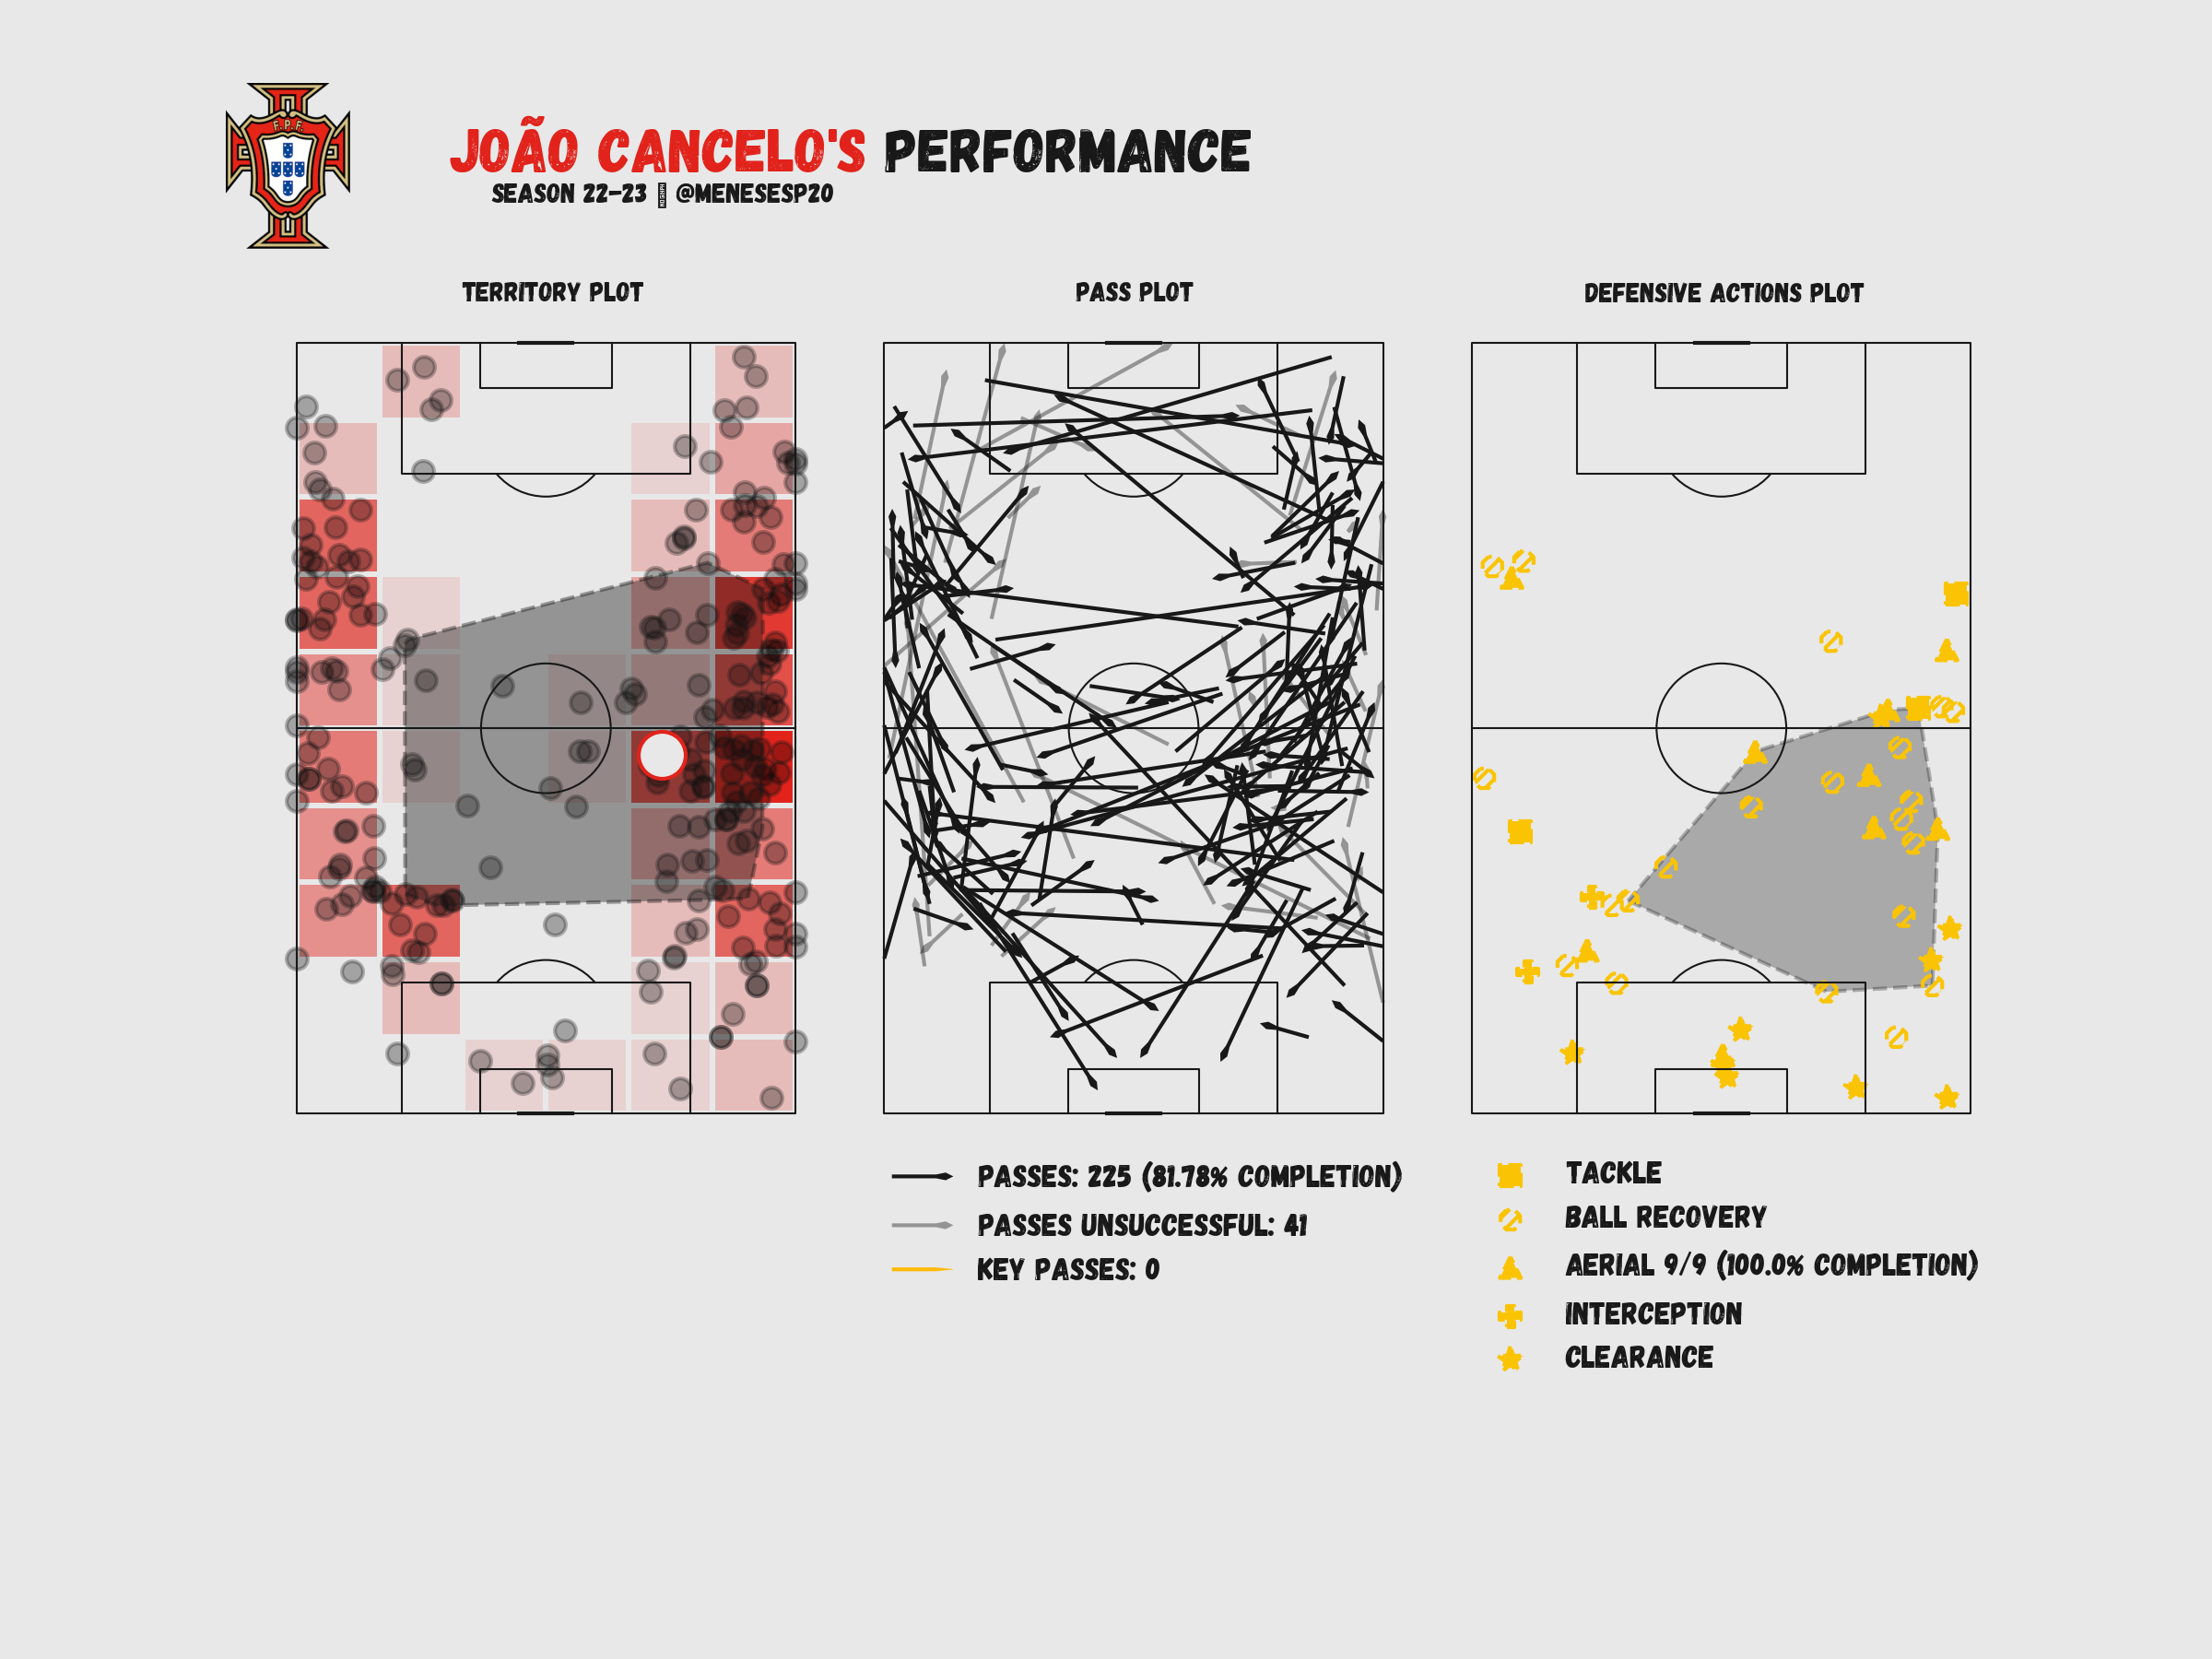 F.P.F.
JOÃO CANCELO'S PERFORMANCE
SEASON 22-23 @MENESESP20
TERRITORY PLOT
PASS PLOT
DEFENSIVE ACTIONS PLOT
PASSES: 225 (81.78% COMPLETION)
PASSES UNSUCCESSFUL: 41
KEY PASSES: 0
TACKLE
BALL RECOVERY
AERIAL 9/9 (100.0% COMPLETION)
INTERCEPTION
CLEARANCE